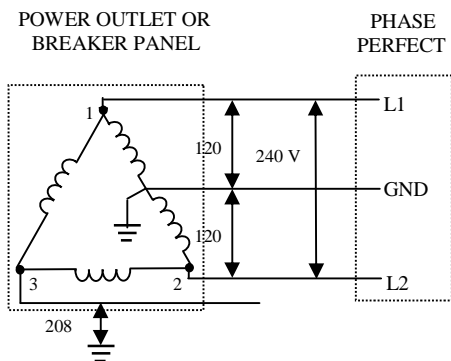 POWER OUTLET OR
BREAKER PANEL
PHASE
PERFECT
1
L1
120
240 V
GND
120
3
2
L2
208